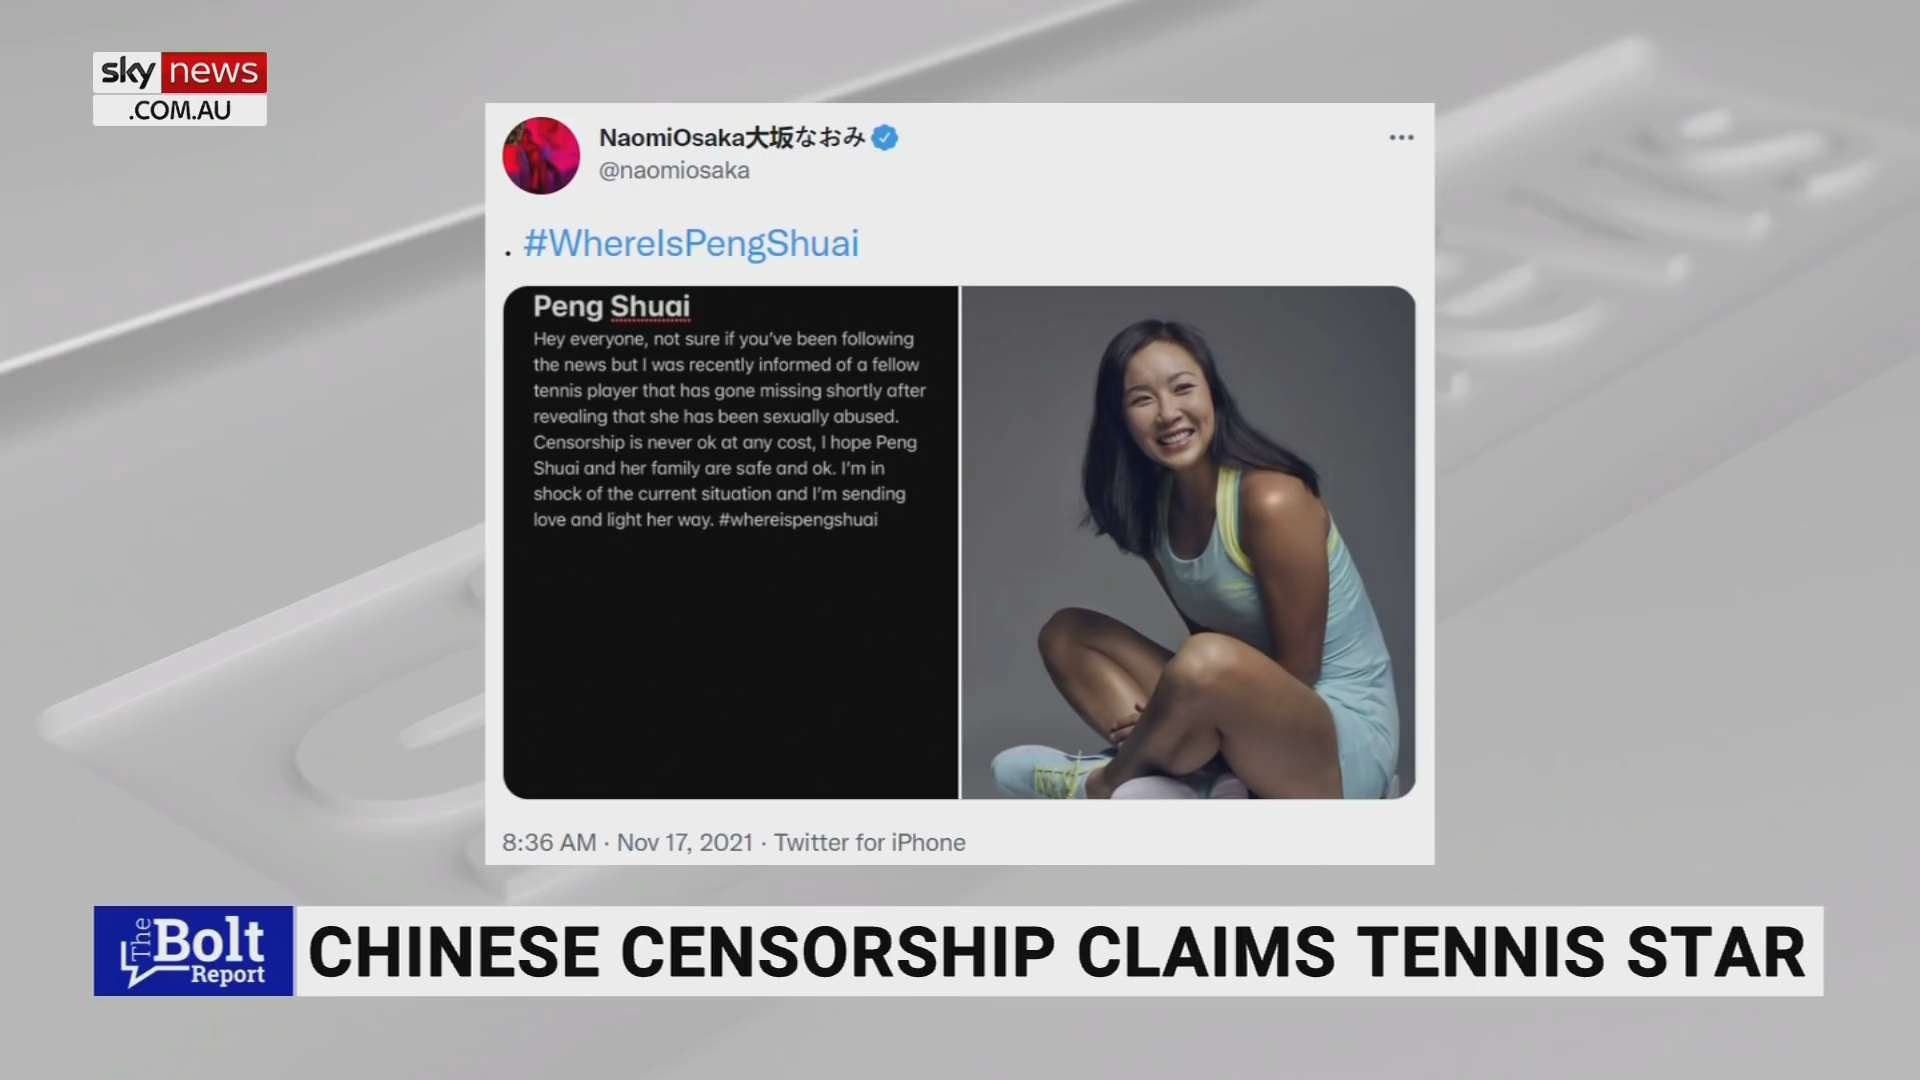 sky news
.COM.AU
NaomiOsaka大坂なおみ
@naomiosaka
. #WhereIsPengShuai
Peng Shuai
Hey everyone, not sure if you've been following
the news but I was recently informed of a fellow
tennis player that has gone missing shortly after
revealing that she has been sexually abused.
Censorship is never ok at any cost, I hope Peng
Shuai and her family are safe and ok. I'm in
shock of the current situation and I'm sending
love and light her way. #whereispengshuai
8:36 AM · Nov 17, 2021 · Twitter for iPhone
The Bolt Report
CHINESE CENSORSHIP CLAIMS TENNIS STAR